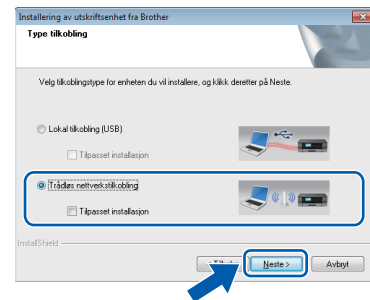 Installering av utskriftsenhet fra Brother
Type tilkobling
Velg tilkoblingstype for enheten du vil installere, og klikk deretter på Neste.
Lokal tilkobling (USB)
Tilpasset installasjon
Trådløs nettverkstilkobling
Tilpasset installasjon
InstallShield
Neste > Avbryt